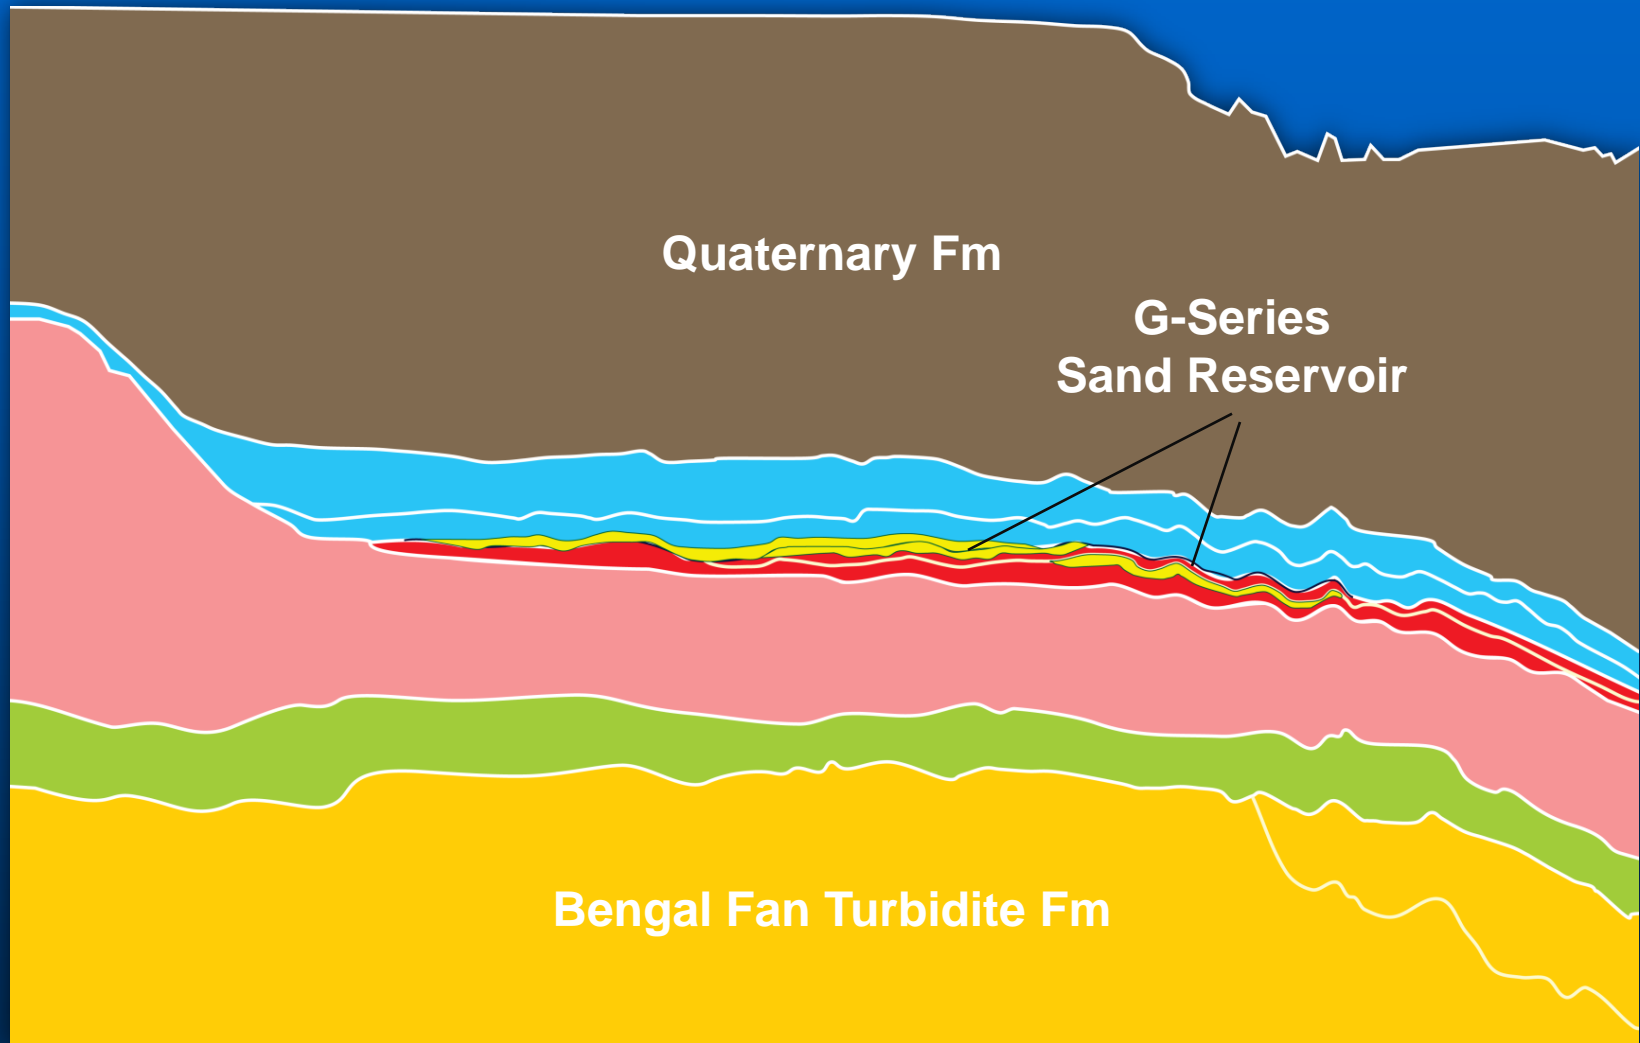 Quaternary Fm
G-Series
Sand Reservoir
Bengal Fan Turbidite Fm